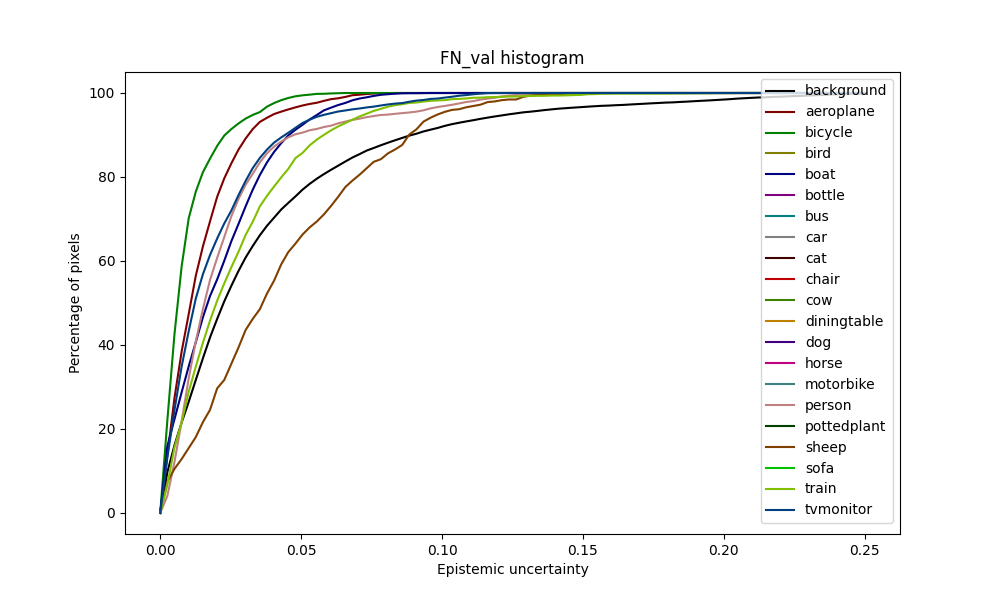 FN_val histogram
Percentage of pixels
100
80
60
40
20
0
0.00
0.05
0.10
0.15
0.20
0.25
Epistemic uncertainty
background
aeroplane
bicycle
bird
boat
bottle
bus
car
cat
chair
cow
diningtable
dog
horse
motorbike
person
pottedplant
sheep
sofa
train
tvmonitor